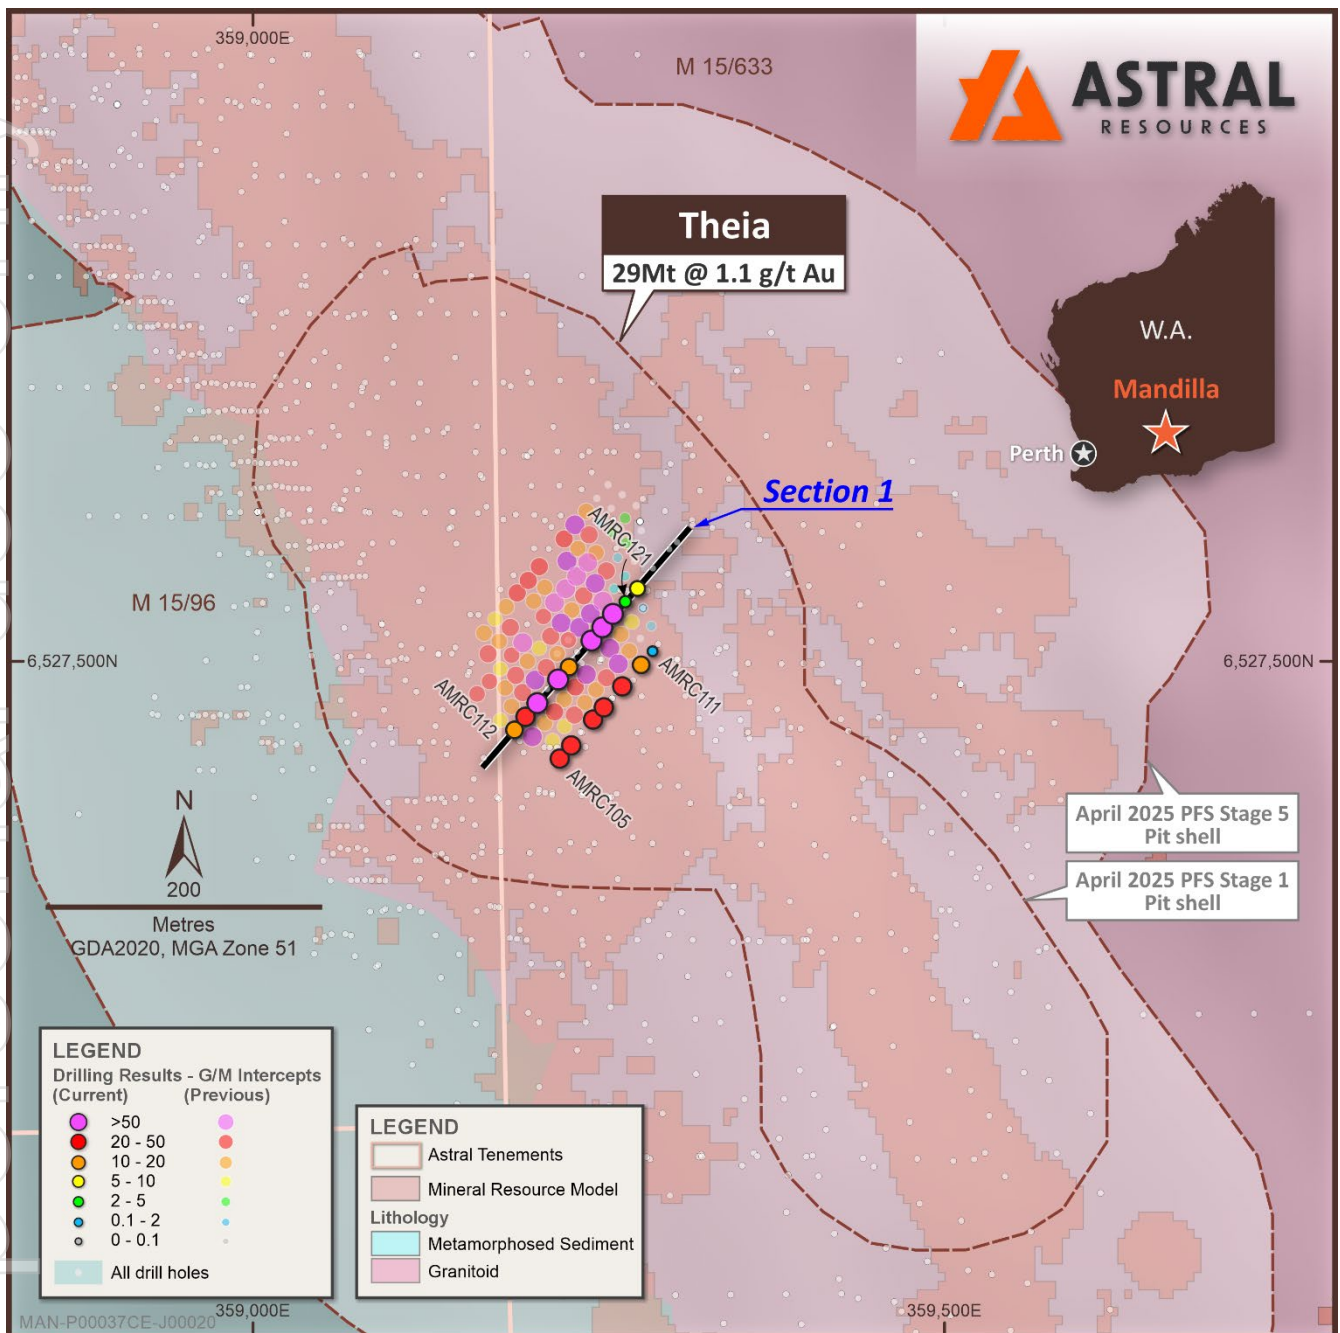 359,000E
M 15/633
ASTRAL
RESOURCES
Theia
29Mt @ 1.1 g/t Au
W.A.
Mandilla
Perth
Section 1
AMRC121
M 15/96
6,527,500N
6,527,500N
AMRC111
AMRC112
AMRC105
N
200
Metres
GDA2020, MGA Zone 51
April 2025 PFS Stage 5
Pit shell
April 2025 PFS Stage 1
Pit shell
LEGEND
Drilling Results - G/M Intercepts
(Current) (Previous)
>50
20 - 50
10 - 20
5 - 10
2 - 5
0.1 - 2
0 - 0.1
All drill holes
LEGEND
Astral Tenements
Mineral Resource Model
Lithology
Metamorphosed Sediment
Granitoid
359,000E
359,500E
MAN-P00037CE-J00020